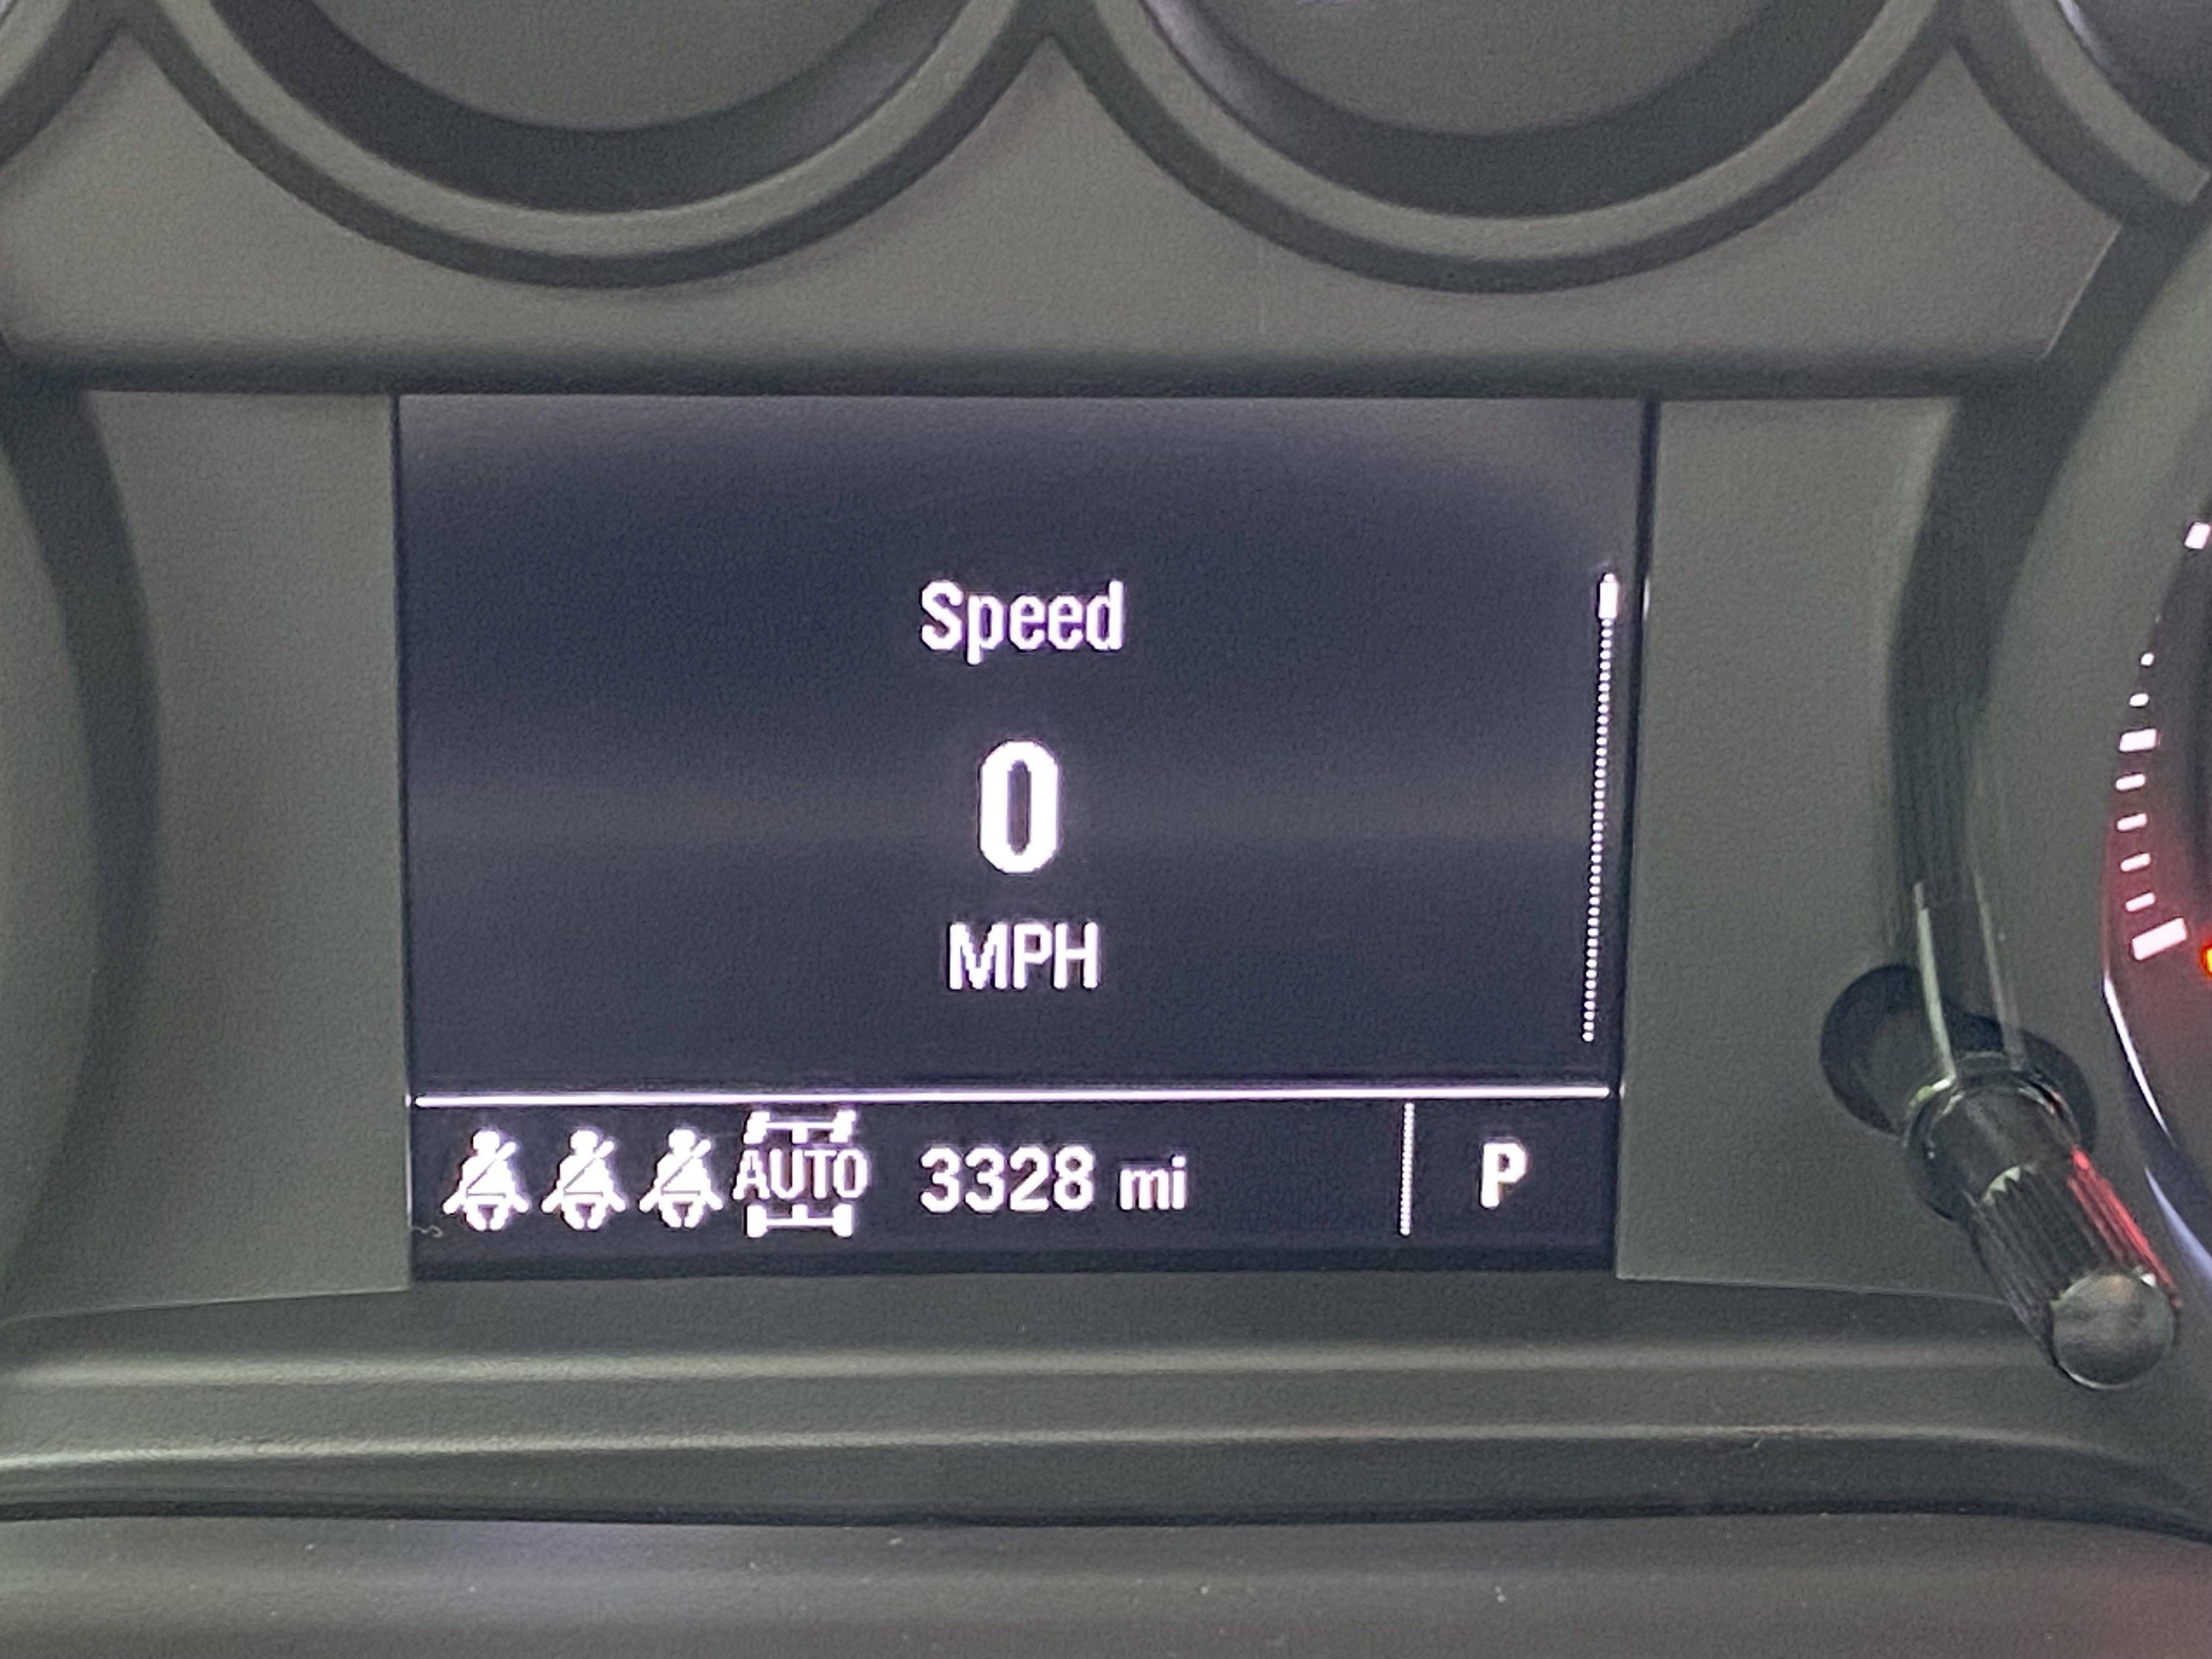 Speed
0
MPH
AUTO 3328 mi P